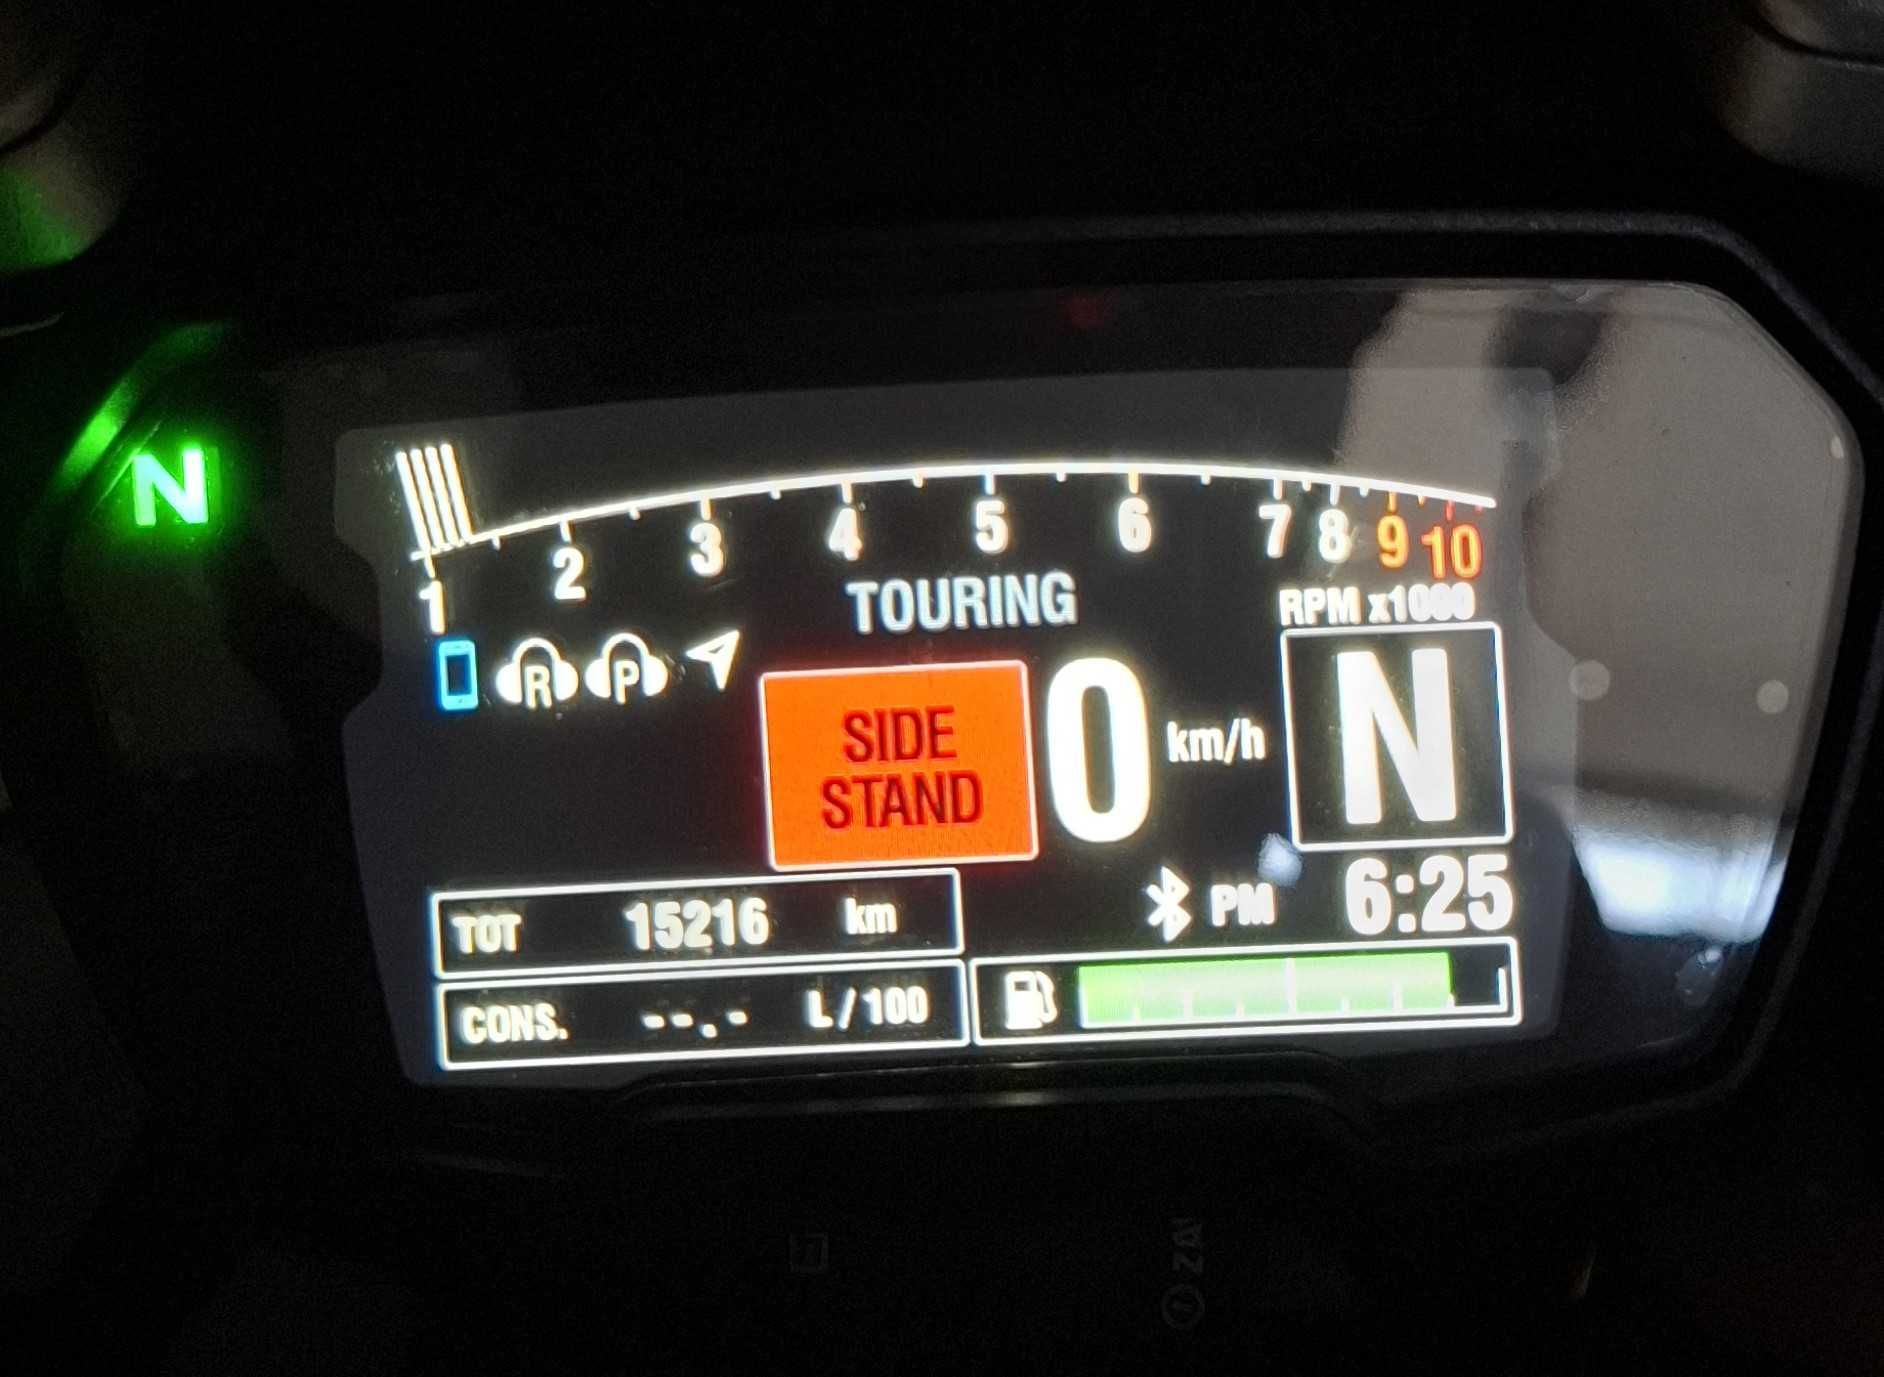 N
1 2 3 4 5 6 7 8 9 10
TOURING
RPM x1000
R P
SIDE
STAND
0 km/h
N
PM 6:25
TOT 15216 km
CONS. --.- L/100